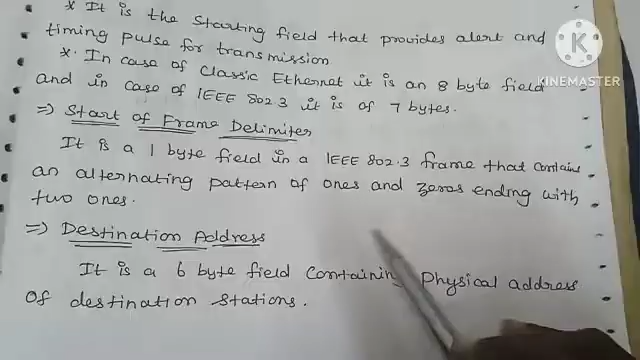 * It is the starting field that provides alert and
timing pulse for transmission
* In case of classic Ethernet it is an 8 byte field
and in case of IEEE 802.3 it is of 7 bytes.
⇒ Start of Frame Delimiter
It is a 1 byte field in a IEEE 802.3 frame that contains
an alternating pattern of ones and zeros ending with
two ones.
⇒ Destination Address
It is a 6 byte field containing physical address
of destination stations.
KINEMASTER